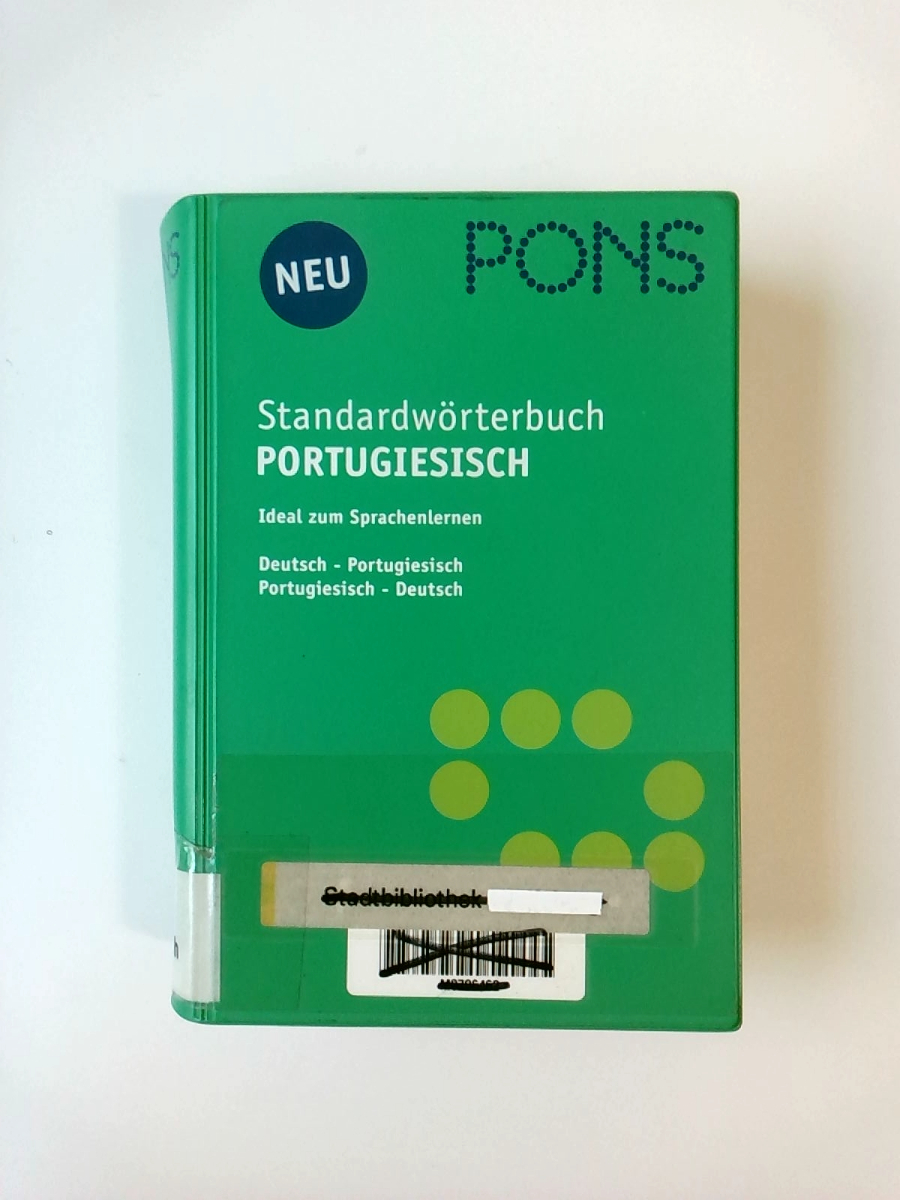 NEU
PONS
Standardwörterbuch
PORTUGIESISCH
Ideal zum Sprachenlernen
Deutsch - Portugiesisch
Portugiesisch - Deutsch
Stadtbibliothek